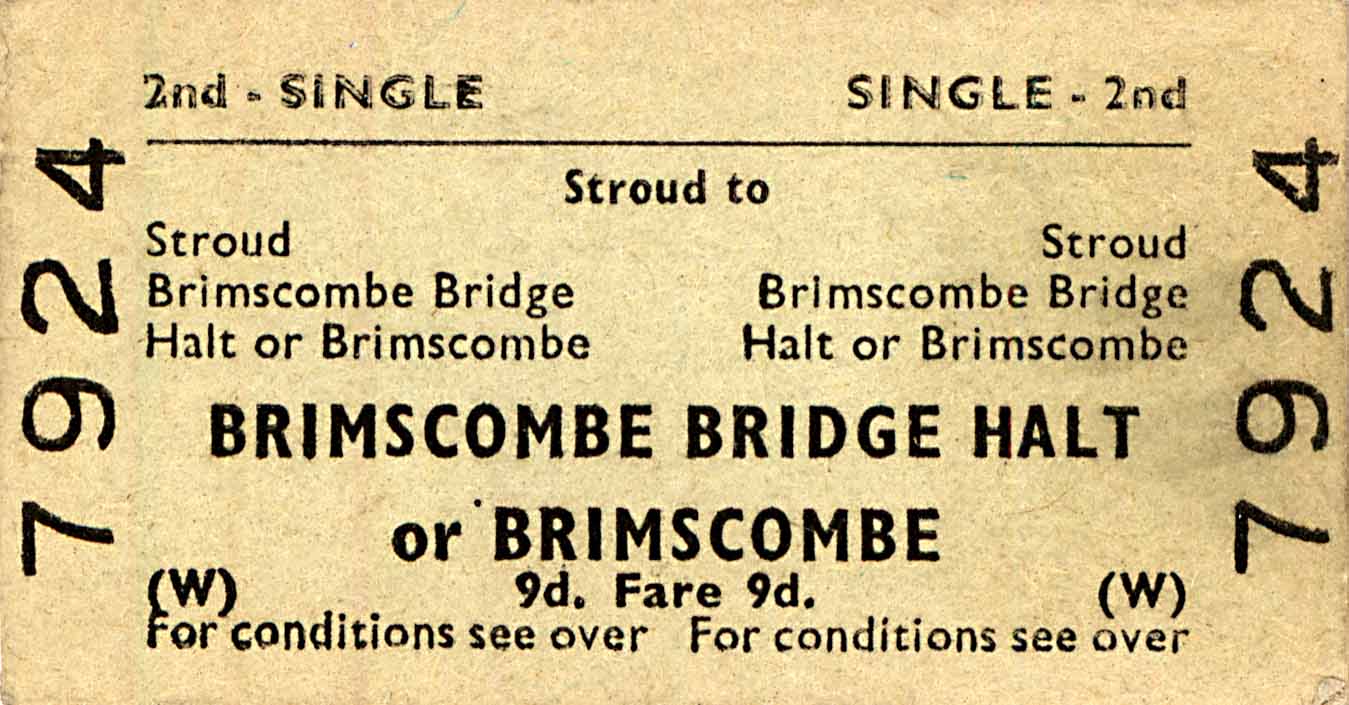 2nd - SINGLE SINGLE - 2nd
Stroud to
Stroud Stroud
Brimscombe Bridge Brimscombe Bridge
Halt or Brimscombe Halt or Brimscombe
BRIMSCOMBE BRIDGE HALT
or BRIMSCOMBE
(W) 9d. Fare 9d. (W)
For conditions see over For conditions see over
7924
7924